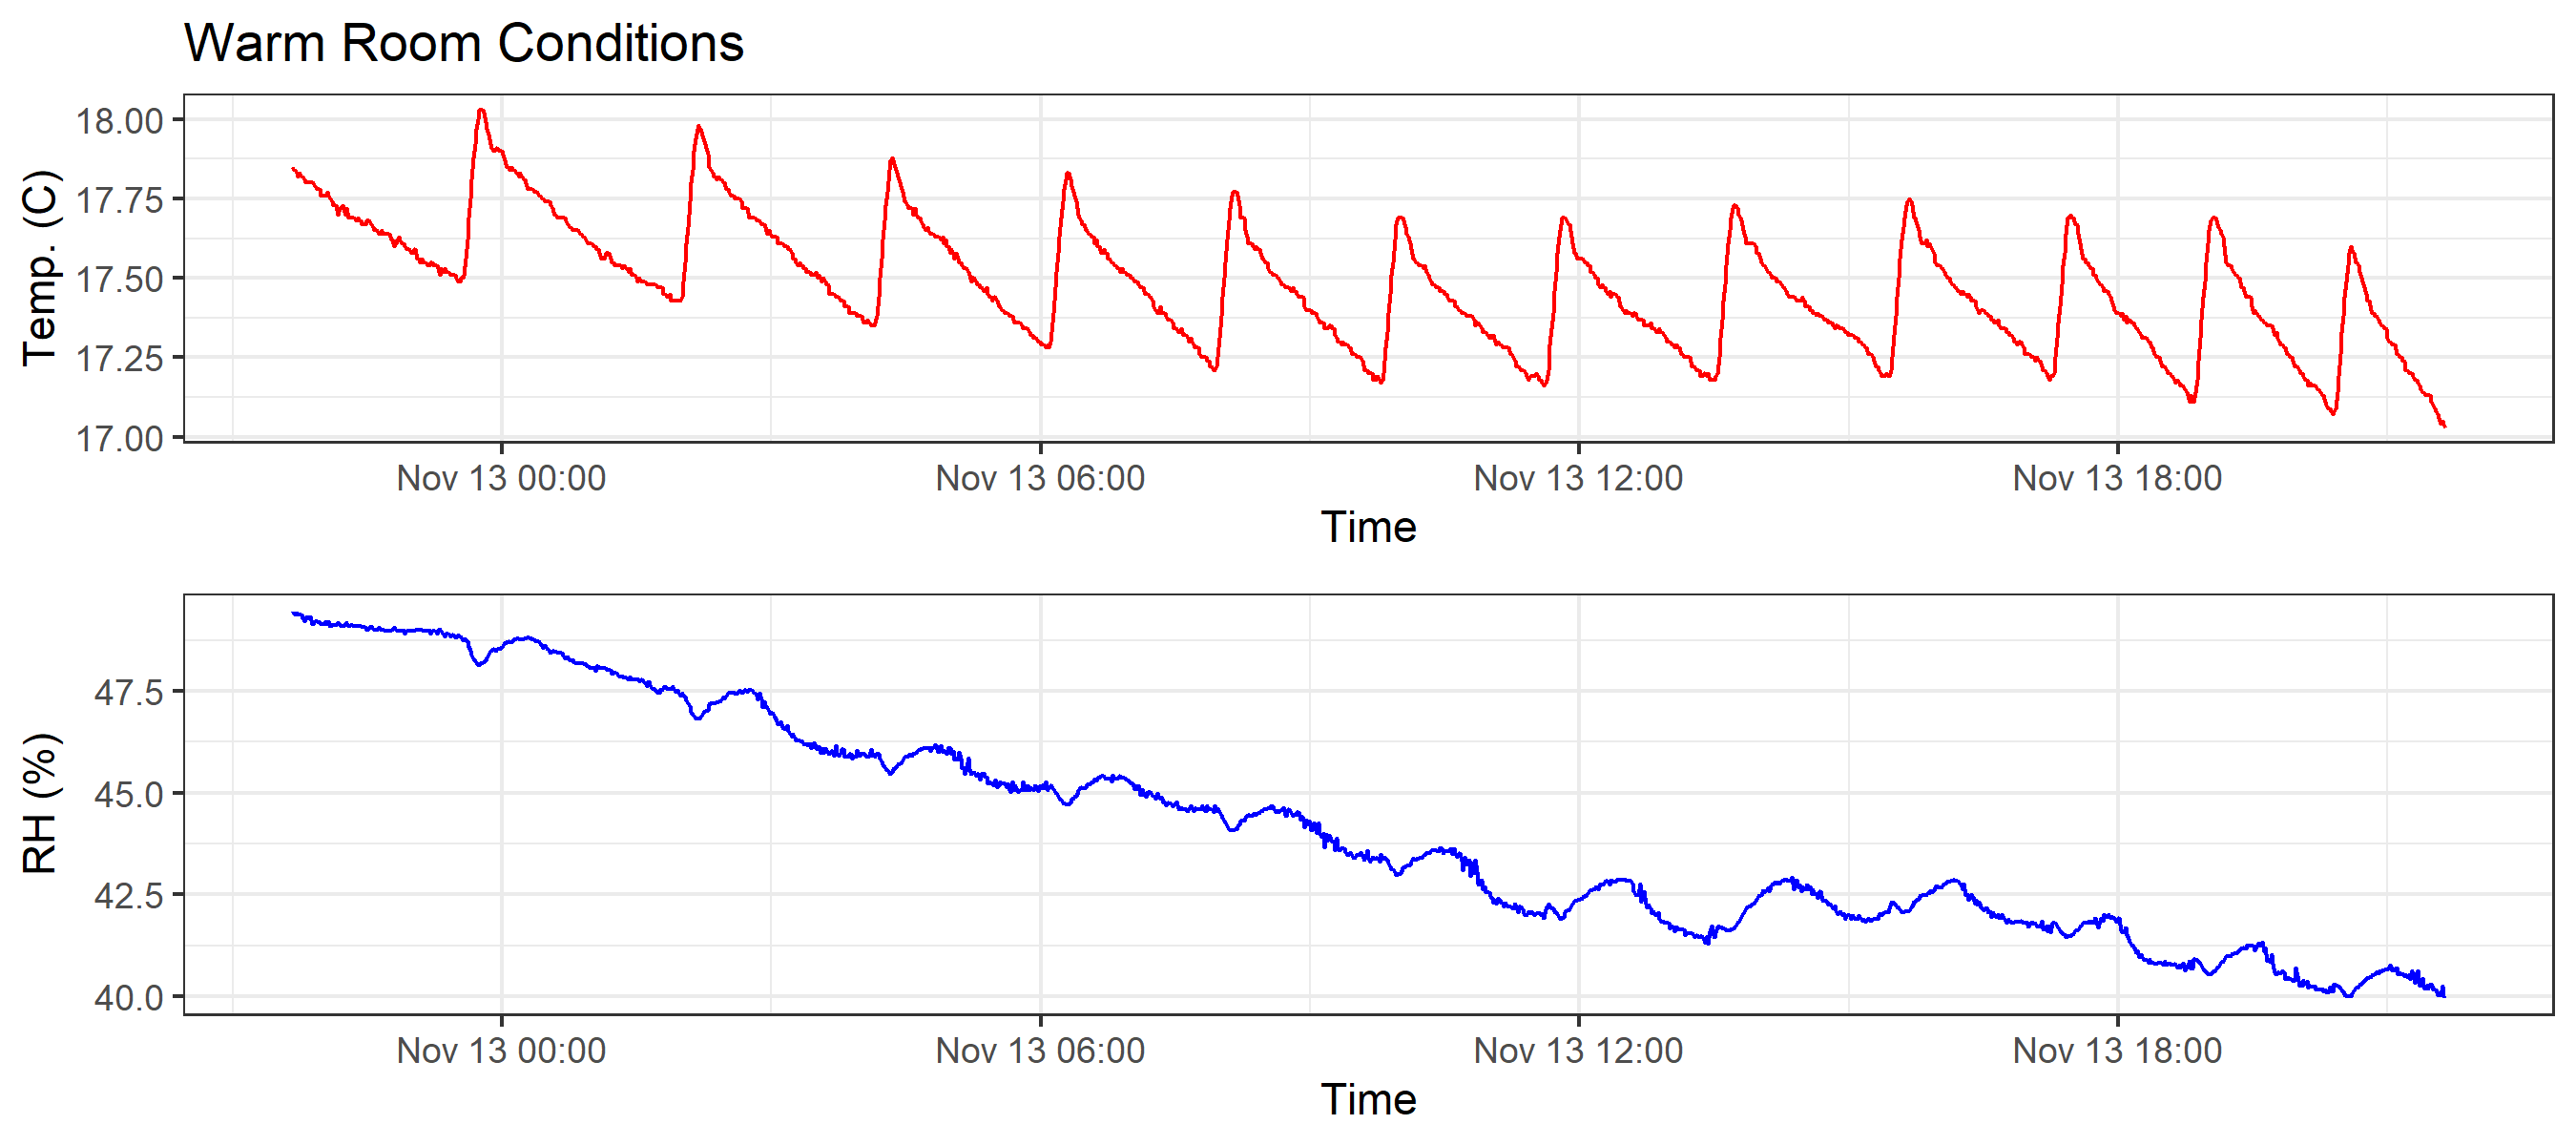 Warm Room Conditions
Temp. (C)
18.00
17.75
17.50
17.25
17.00
Nov 13 00:00 Nov 13 06:00 Nov 13 12:00 Nov 13 18:00
Time
RH (%)
47.5
45.0
42.5
40.0
Nov 13 00:00 Nov 13 06:00 Nov 13 12:00 Nov 13 18:00
Time